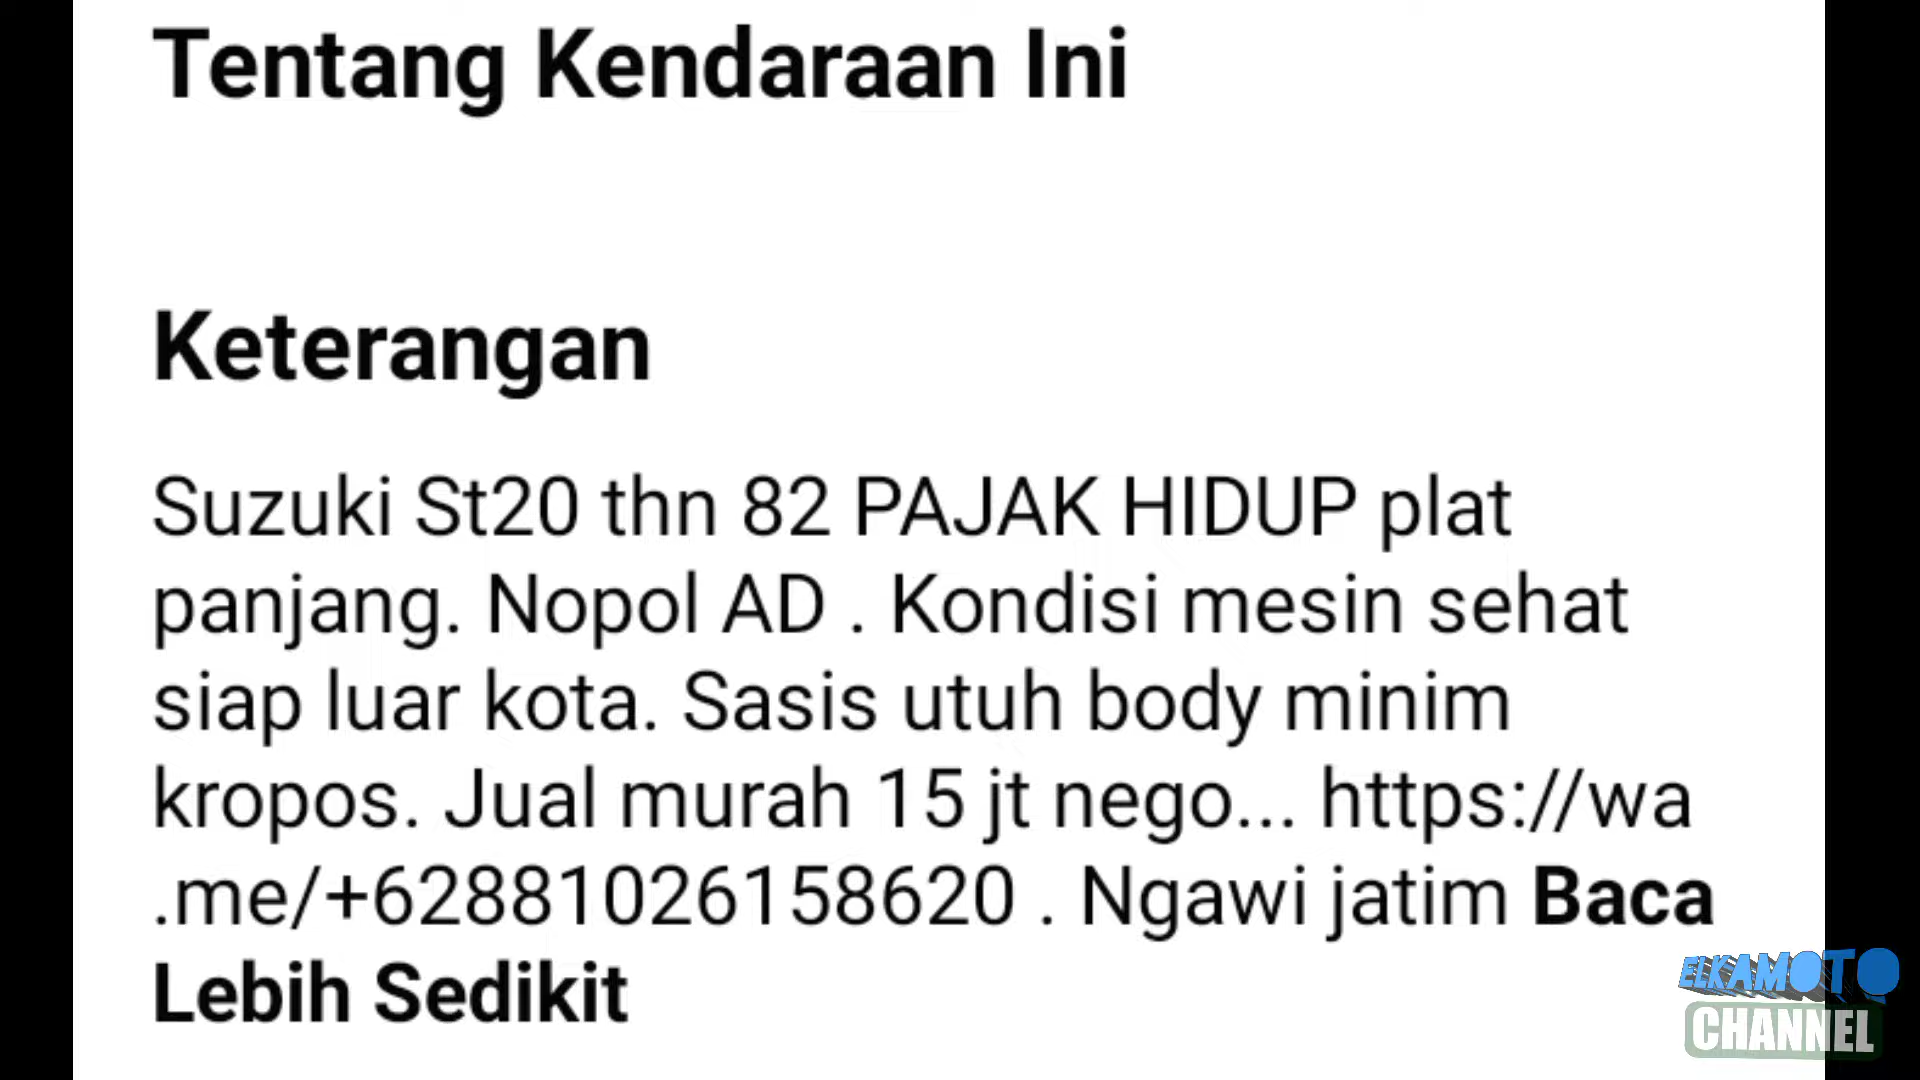 Tentang Kendaraan Ini
Keterangan
Suzuki St20 thn 82 PAJAK HIDUP plat
panjang. Nopol AD . Kondisi mesin sehat
siap luar kota. Sasis utuh body minim
kropos. Jual murah 15 jt nego... https://wa
.me/+62881026158620 . Ngawi jatim Baca
Lebih Sedikit
ELKAMOTO
CHANNEL